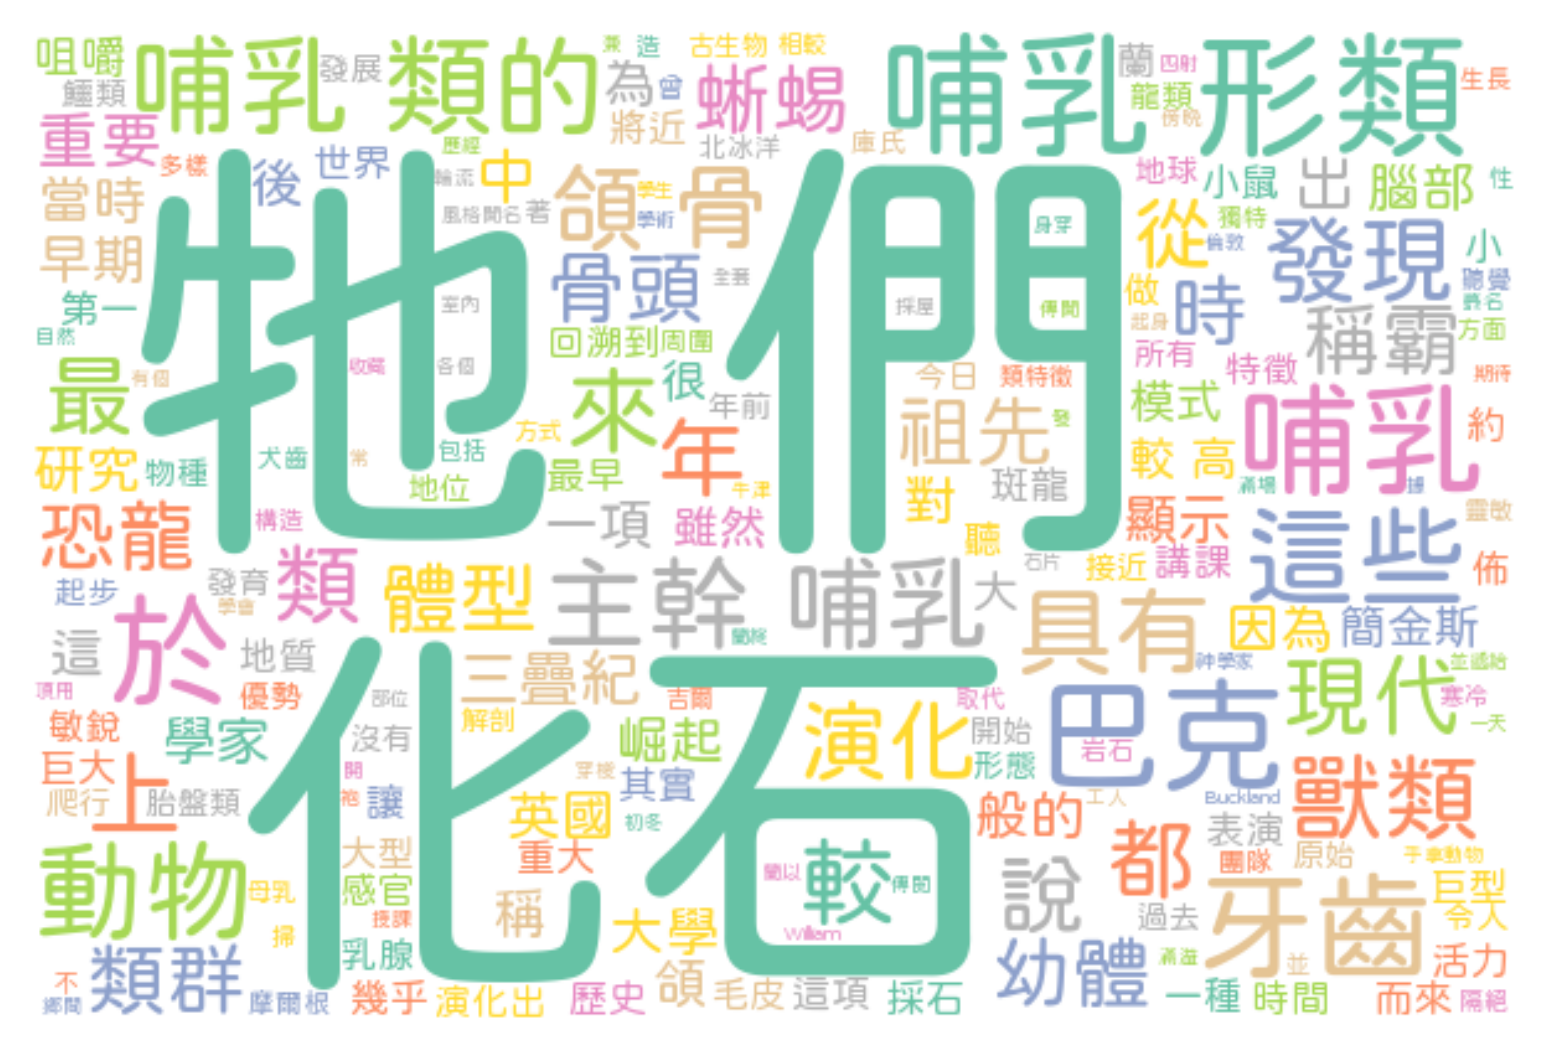 咀嚼
哺乳 類的
發展
兼
造
古生物
相較
哺乳形類
蘭
四射
生長
鱷類
為
蜥蜴
龍類
傍晚
重要
將近
北冰洋
庫氏
多樣
世界
歷經
中
後
輪流
頜骨
學生
學術
地球
小鼠
出
腦部
性
當時
牠們
風格聞名
著
身穿
從
獨特
倫敦
發現
小
早期
骨頭
全套
聽覺
第一
室內
採屋
傳閱
做
時
起身
稱霸
方面
自然
回溯到
周圍
所有
特徵
期待
最
有個
收藏
各個
來
很
年前
今日
類特徵
模式
哺乳
約
研究
物種
犬齒
常
包括
方式
年
祖先
發
較高
地位
最早
牛津
斑龍
滿場
據
恐龍
構造
一項
雖然
對
聽
顯示
這些
靈敏
石片
接近
講課
佈
起步
發育
學會
類
體型
主幹 哺乳
大
具有
因為
簡金斯
這
於
地質
三疊紀
神學家
現代
項用
優勢
部位
吉爾
取代
巴克
寒冷
一天
敏銳
學家
沒有
解剖
崛起
演化
開始
岩石
巨大
上
化石
開
穿梭
其實
形態
獸類
爬行
胎盤類
袍
讓
英國
初冬
般的
工人
Buckland
表演
動物
大型
重大
較
都
團隊
原始
手拿動物
母乳
感官
傳閱
說
牙齒
巨型
授課
稱
大學
William
過去
令人
掃
乳腺
幼體
滿溢
並
活力
不
類群
鄉間
摩爾根
幾乎
演化出
歷史
頜
毛皮
這項
採石
一種
時間
而來
隔絕